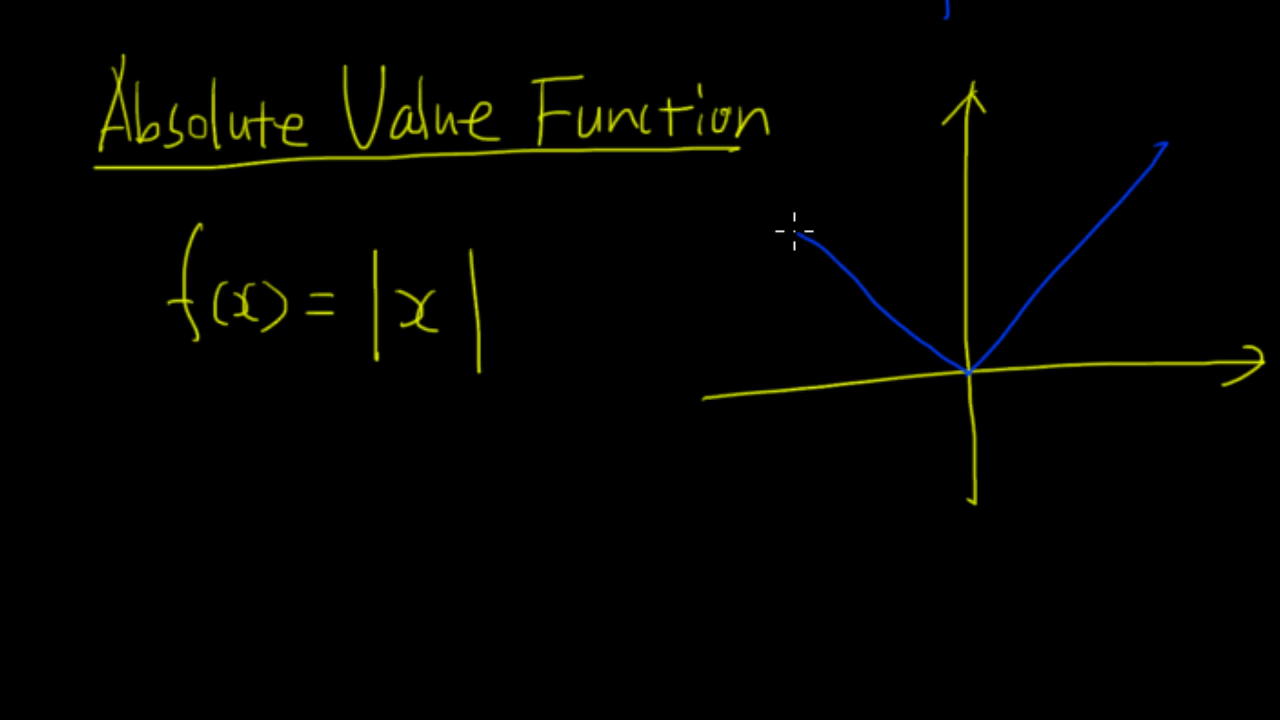 Absolute Value Function
f(x) = |x|